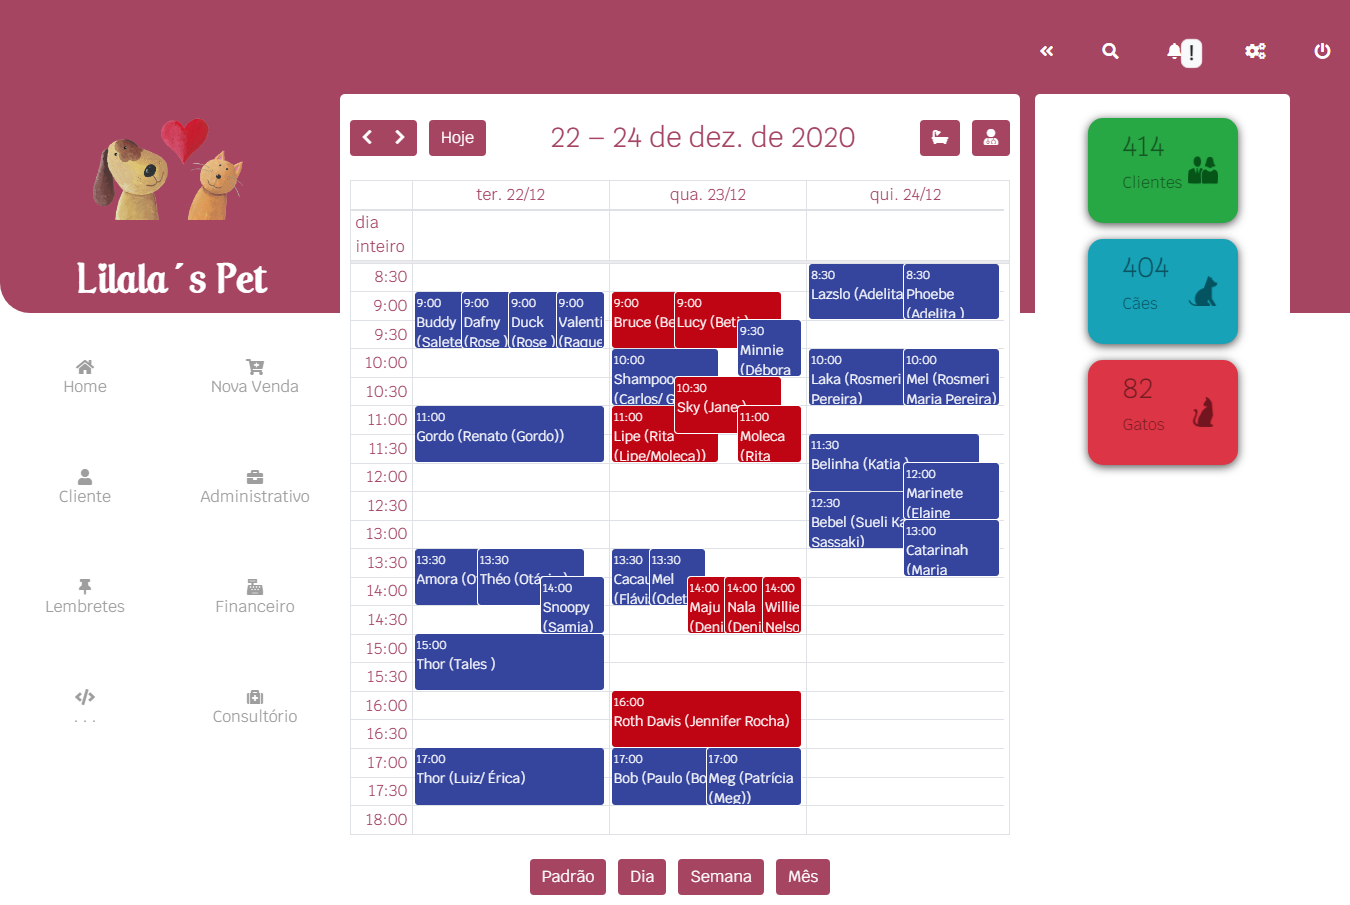 !
Lilala´s Pet
Home
Nova Venda
Cliente
Administrativo
Lembretes
Financeiro
. . .
Consultório
Hoje
22 – 24 de dez. de 2020
ter. 22/12
qua. 23/12
qui. 24/12
dia
inteiro
8:30
9:00
9:30
10:00
10:30
11:00
11:30
12:00
12:30
13:00
13:30
14:00
14:30
15:00
15:30
16:00
16:30
17:00
17:30
18:00
9:00
Buddy
(Salete
9:00
Dafny
(Rose )
9:00
Duck
(Rose )
9:00
Valenti
(Raque
11:00
Gordo (Renato (Gordo))
13:30
Amora (O
13:30
Théo (Otá
14:00
Snoopy
(Samia)
15:00
Thor (Tales )
17:00
Thor (Luiz/ Érica)
9:00
Bruce (Be
9:00
Lucy (Beti
9:30
Minnie
(Débora
10:00
Shampoo
(Carlos/ G
10:30
Sky (Jane
11:00
Lipe (Rita
(Lipe/Moleca))
11:00
Moleca
(Rita
13:30
Cacau
(Flávi
13:30
Mel
(Odet
14:00
Maju
(Deni
14:00
Nala
(Deni
14:00
Willie
Nelso
16:00
Roth Davis (Jennifer Rocha)
17:00
Bob (Paulo (Bo
17:00
Meg (Patrícia
(Meg))
8:30
Lazslo (Adelita
8:30
Phoebe
(Adelita )
10:00
Laka (Rosmeri
Pereira)
10:00
Mel (Rosmeri
Maria Pereira)
11:30
Belinha (Katia )
12:00
Marinete
(Elaine
12:30
Bebel (Sueli Ka
Sassaki)
13:00
Catarinah
(Maria
Padrão
Dia
Semana
Mês
414
Clientes
404
Cães
82
Gatos